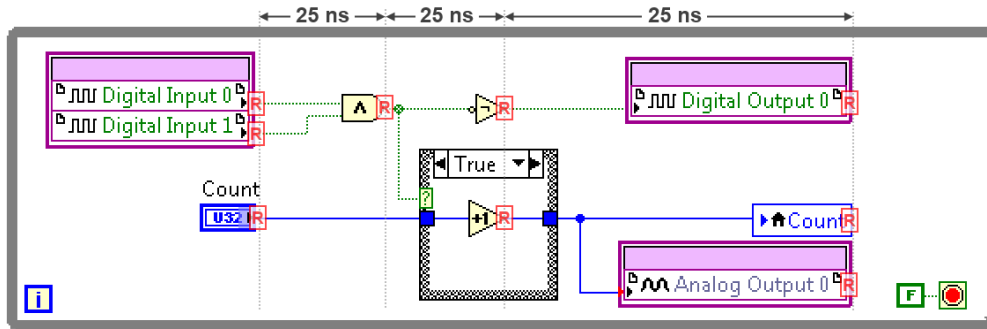 25 ns 25 ns 25 ns
Digital Input 0 R
Digital Input 1 R
R
R
Digital Output 0
True
?
Count
U32 R
+1 R
Count R
Analog Output 0 R
i
F